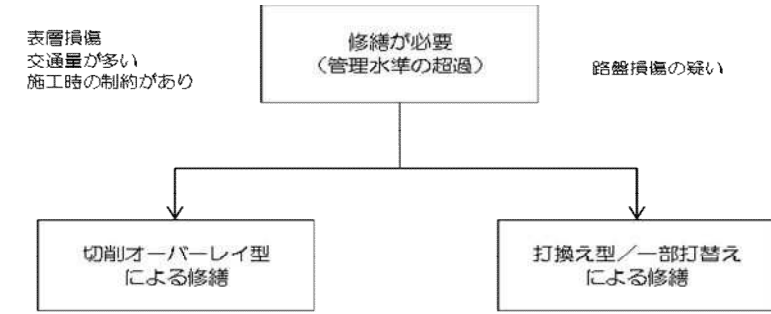 表層損傷
交通量が多い
施工時の制約があり
修繕が必要
（管理水準の超過）
路盤損傷の疑い
切削オーバーレイ型
による修繕
打換え型／一部打替え
による修繕